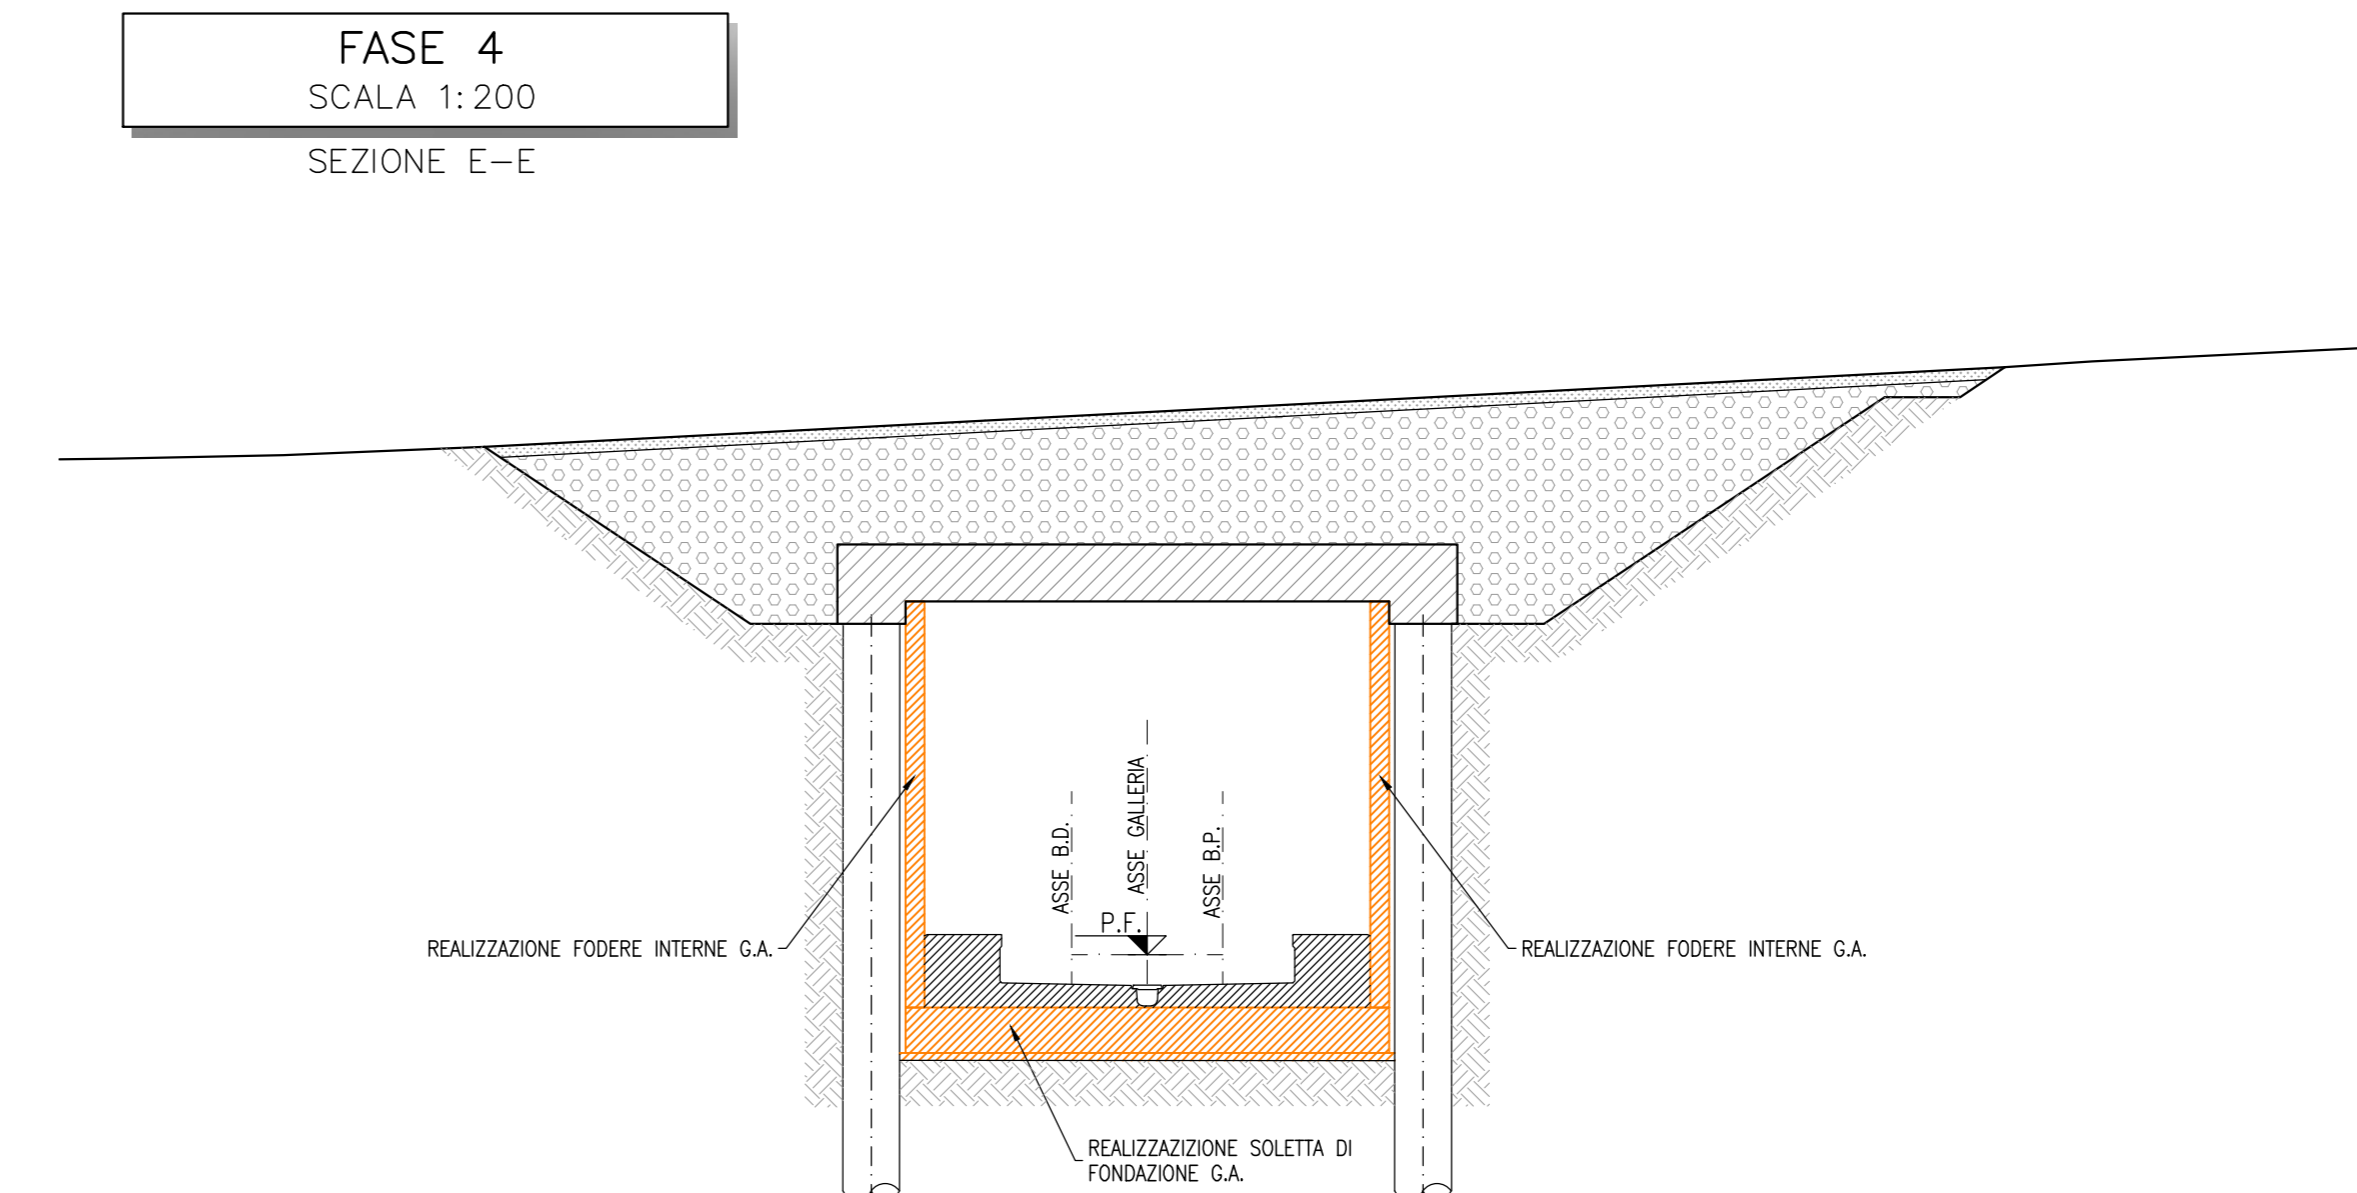 FASE 4
SCALA 1:200
SEZIONE E-E
ASSE B.D.
ASSE GALLERIA
ASSE B.P.
P.F.
REALIZZAZIONE FODERE INTERNE G.A.
REALIZZAZIONE FODERE INTERNE G.A.
REALIZZAZIZIONE SOLETTA DI
FONDAZIONE G.A.